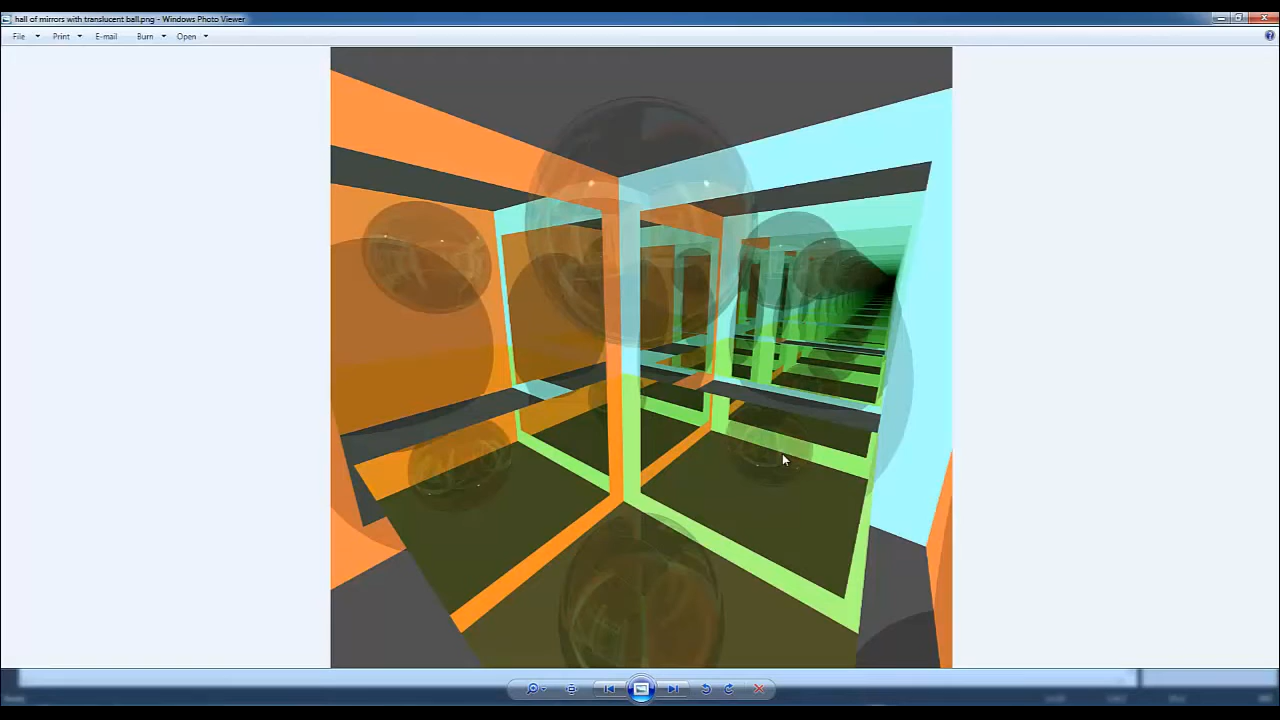 hall of mirrors with translucent ball.png - Windows Photo Viewer
File Print E-mail Burn Open